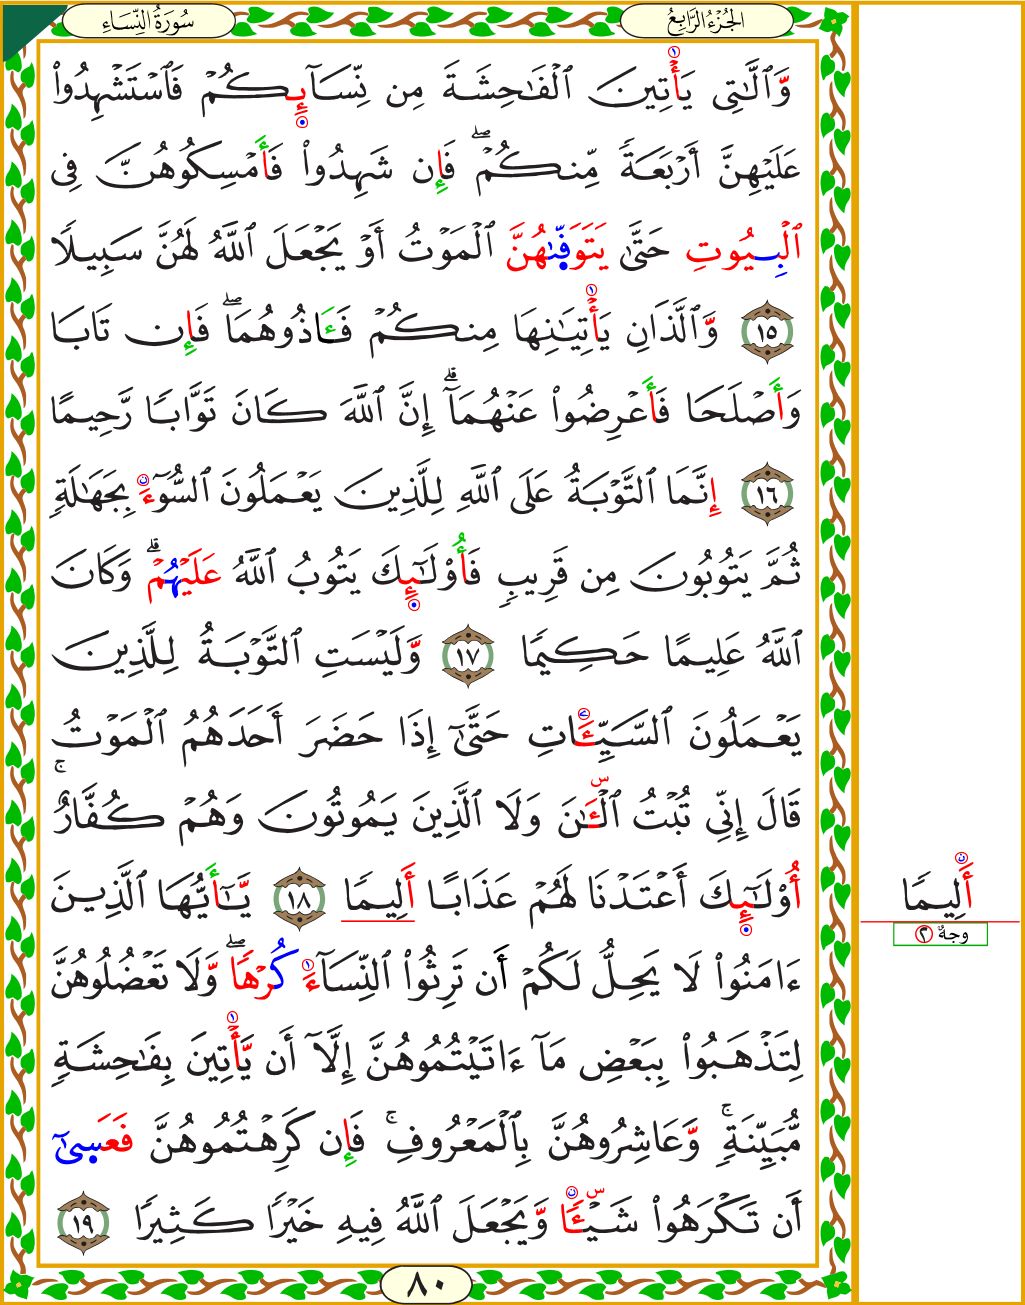 الجُزْءُ الرَّابِعُ
سُورَةُ النِّسَاءِ
وَّالَّٰتِى يَأۡتِينَ ٱلۡفَٰحِشَةَ مِن نِّسَآئِكُمۡ فَٱسۡتَشۡهِدُواْ
عَلَيۡهِنَّ أَرۡبَعَةً مِّنكُمۡۖ فَإِن شَهِدُواْ فَأَمۡسِكُوهُنَّ فِى
ٱلۡبِيُوتِ حَتَّىٰ يَتَوَفّىٰهُنَّ ٱلۡمَوۡتُ أَوۡ يَجۡعَلَ ٱللَّهُ لَهُنَّ سَبِيلًا
١٥ وَّٱلَّذَانِ يَأۡتِيَٰنِهَا مِنكُمۡ فَـَٔاذُوهُمَاۖ فَإِن تَابَا
وَأَصۡلَحَا فَأَعۡرِضُواْ عَنۡهُمَآۗ إِنَّ ٱللَّهَ كَانَ تَوَّابًا رَّحِيمًا
١٦ إِنَّمَا ٱلتَّوۡبَةُ عَلَى ٱللَّهِ لِلَّذِينَ يَعۡمَلُونَ ٱلسُّوٓءَ بِجَهَٰلَةٍ
ثُمَّ يَتُوبُونَ مِن قَرِيبٍ فَأُوْلَٰٓئِكَ يَتُوبُ ٱللَّهُ عَلَيۡهُمۡۗ وَكَانَ
ٱللَّهُ عَلِيمًا حَكِيمًا ١٧ وَّلَيۡسَتِ ٱلتَّوۡبَةُ لِلَّذِينَ
يَعۡمَلُونَ ٱلسَّيِّـَٔاتِ حَتَّىٰٓ إِذَا حَضَرَ أَحَدَهُمُ ٱلۡمَوۡتُ
قَالَ إِنِّى تُبۡتُ ٱلۡـَٰٔنَ وَلَا ٱلَّذِينَ يَمُوتُونَ وَهُمۡ كُفَّارٌۚ
أُوْلَٰٓئِكَ أَعۡتَدۡنَا لَهُمۡ عَذَابًا أَلِيمًا ١٨ يَّٰٓأَيُّهَا ٱلَّذِينَ
ءَامَنُواْ لَا يَحِلُّ لَكُمۡ أَن تَرِثُواْ ٱلنِّسَآءَ كُرۡهًاۖ وَّلَا تَعۡضُلُوهُنَّ
لِتَذۡهَبُواْ بِبَعۡضِ مَآ ءَاتَيۡتُمُوهُنَّ إِلَّآ أَن يَّأۡتِينَ بِفَٰحِشَةٍ
مُّبَيِّنَةٍۚ وَّعَاشِرُوهُنَّ بِٱلۡمَعۡرُوفِۚ فَإِن كَرِهۡتُمُوهُنَّ فَعَسىٰٓ
أَن تَكۡرَهُواْ شَيۡـًٔا وَّيَجۡعَلَ ٱللَّهُ فِيهِ خَيۡرًا كَثِيرًا ١٩
أَلِيمًا
وجهٌ ٢
٨٠